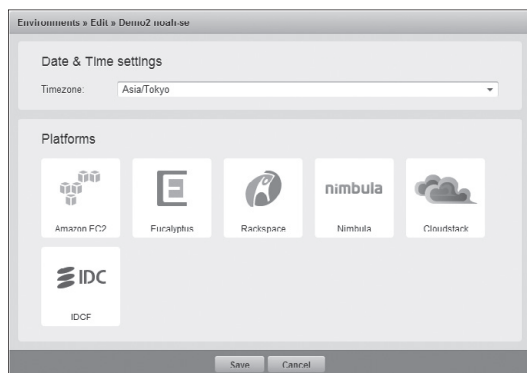 Environments » Edit » Demo2 noah-se
Date & Time settings
Timezone: Asia/Tokyo
Platforms
E
nimbula
Amazon EC2 Eucalyptus Rackspace Nimbula Cloudstack
IDC
IDCF
Save Cancel